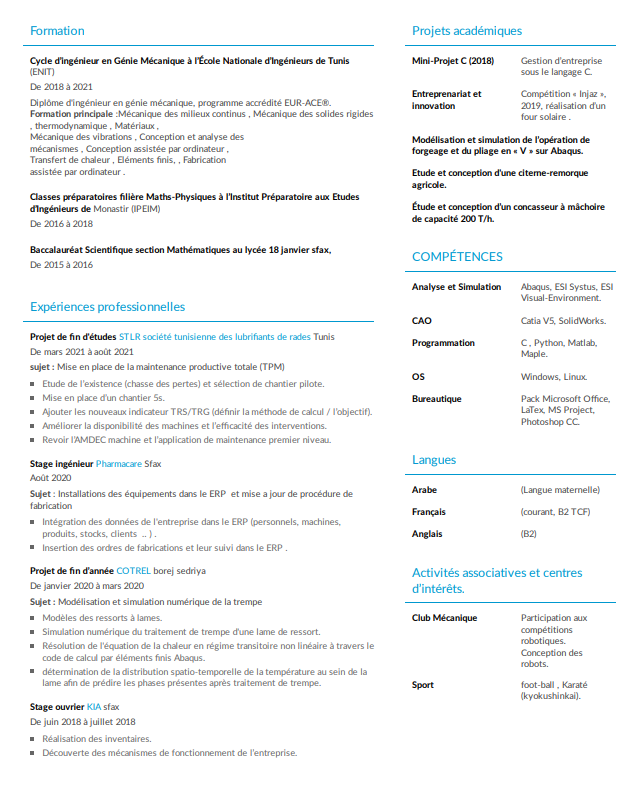 Formation
Cycle d'ingénieur en Génie Mécanique à l'École Nationale d'Ingénieurs de Tunis
(ENIT)
De 2018 à 2021
Diplôme d'ingénieur en génie mécanique, programme accrédité EUR-ACE®.
Formation principale :Mécanique des milieux continus , Mécanique des solides rigides
, thermodynamique , Matériaux ,
Mécanique des vibrations , Conception et analyse des
mécanismes , Conception assistée par ordinateur ,
Transfert de chaleur , Eléments finis, , Fabrication
assistée par ordinateur .
Classes préparatoires filière Maths-Physiques à l'Institut Préparatoire aux Etudes
d'Ingénieurs de Monastir (IPEIM)
De 2016 à 2018
Baccalauréat Scientifique section Mathématiques au lycée 18 janvier sfax,
De 2015 à 2016
Expériences professionnelles
Projet de fin d'études STLR société tunisienne des lubrifiants de rades Tunis
De mars 2021 à août 2021
sujet : Mise en place de la maintenance productive totale (TPM)
Etude de l'existence (chasse des pertes) et sélection de chantier pilote.
Mise en place d'un chantier 5s.
Ajouter les nouveaux indicateur TRS/TRG (définir la méthode de calcul / l'objectif).
Améliorer la disponibilité des machines et l'efficacité des interventions.
Revoir l'AMDEC machine et l'application de maintenance premier niveau.
Stage ingénieur Pharmacare Sfax
Août 2020
Sujet : Installations des équipements dans le ERP et mise a jour de procédure de
fabrication
Intégration des données de l'entreprise dans le ERP (personnels, machines,
produits, stocks, clients .. ) .
Insertion des ordres de fabrications et leur suivi dans le ERP .
Projet de fin d'année COTREL borej sedriya
De janvier 2020 à mars 2020
Sujet : Modélisation et simulation numérique de la trempe
Modèles des ressorts à lames.
Simulation numérique du traitement de trempe d'une lame de ressort.
Résolution de l'équation de la chaleur en régime transitoire non linéaire à travers le
code de calcul par éléments finis Abaqus.
détermination de la distribution spatio-temporelle de la température au sein de la
lame afin de prédire les phases présentes après traitement de trempe.
Stage ouvrier KIA sfax
De juin 2018 à juillet 2018
Réalisation des inventaires.
Découverte des mécanismes de fonctionnement de l'entreprise.
Projets académiques
Mini-Projet C (2018) Gestion d'entreprise
sous le langage C.
Entreprenariat et Compétition « Injaz »,
innovation 2019, réalisation d'un
four solaire .
Modélisation et simulation de l'opération de
forgeage et du pliage en « V » sur Abaqus.
Etude et conception d'une citerne-remorque
agricole.
Étude et conception d'un concasseur à mâchoire
de capacité 200 T/h.
COMPÉTENCES
Analyse et Simulation Abaqus, ESI Systus, ESI
Visual-Environment.
CAO Catia V5, SolidWorks.
Programmation C , Python, Matlab,
Maple.
OS Windows, Linux.
Bureautique Pack Microsoft Office,
LaTex, MS Project,
Photoshop CC.
Langues
Arabe (Langue maternelle)
Français (courant, B2 TCF)
Anglais (B2)
Activités associatives et centres
d'intérêts.
Club Mécanique Participation aux
compétitions
robotiques.
Conception des
robots.
Sport foot-ball , Karaté
(kyokushinkai).